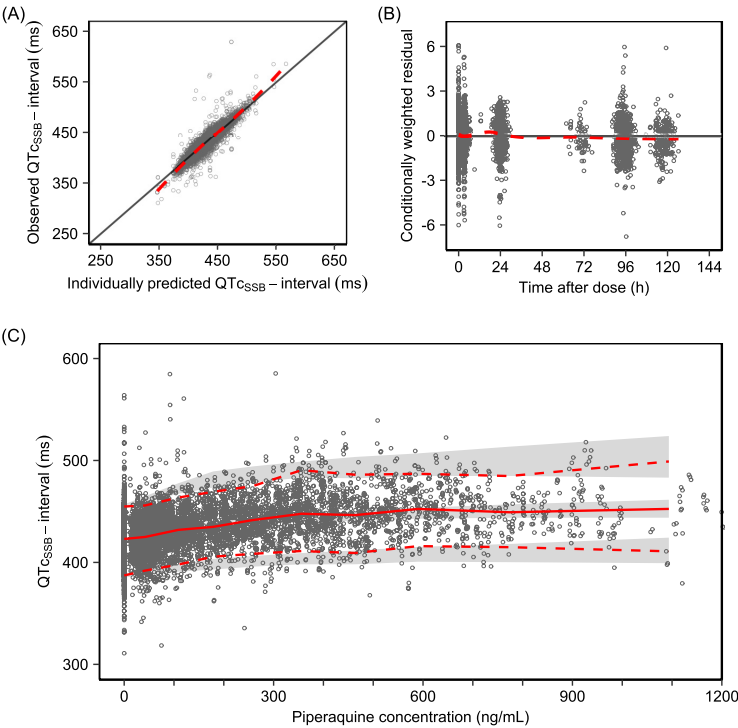 (A)
650
550
450
350
250
Observed QTcSSB – interval (ms)
250 350 450 550 650
Individually predicted QTcSSB – interval (ms)
(B)
6
3
0
-3
-6
Conditionally weighted residual
0 24 48 72 96 120 144
Time after dose (h)
(C)
600
500
400
300
QTcSSB – interval (ms)
0 300 600 900 1200
Piperaquine concentration (ng/mL)